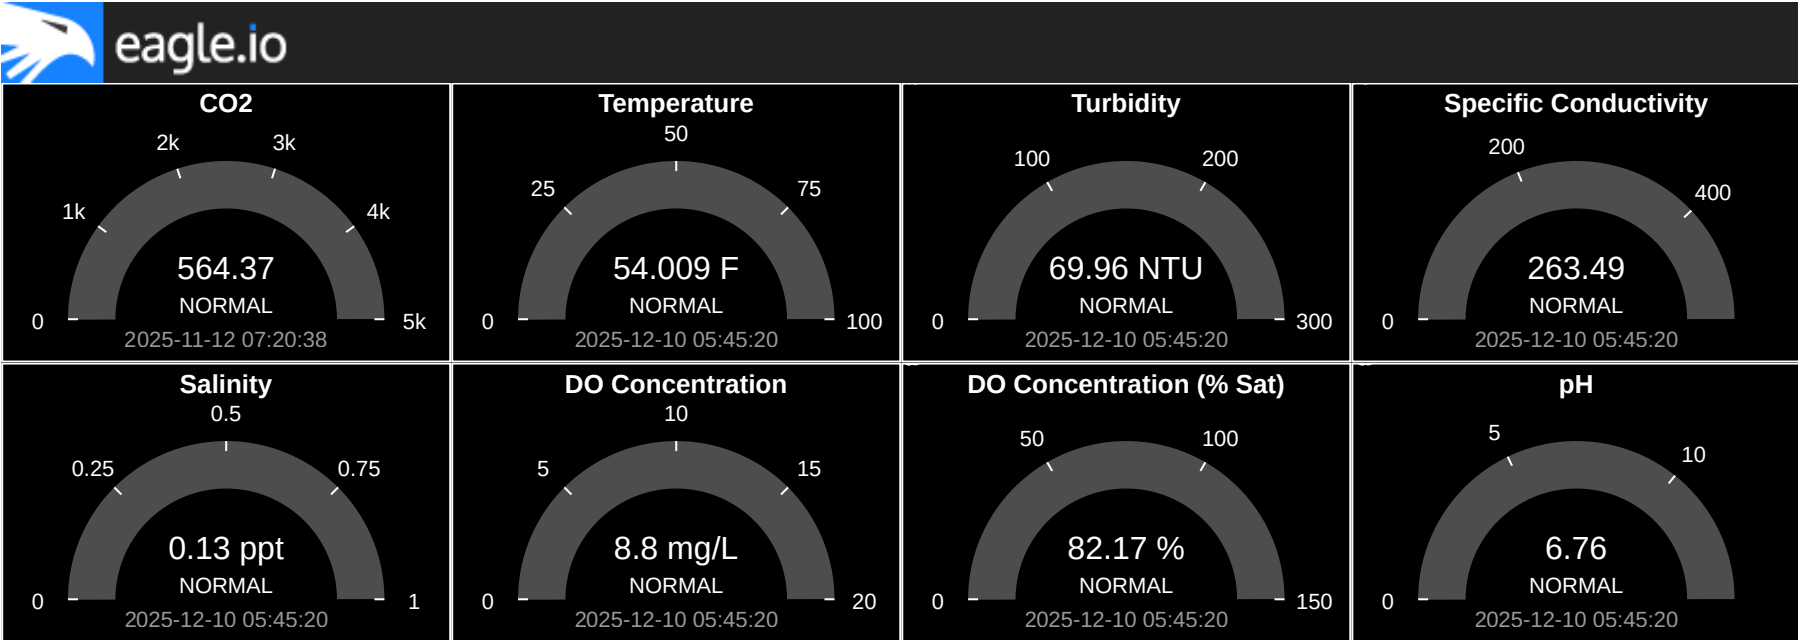 eagle.io
CO2
2k
3k
1k
4k
564.37
NORMAL
0
5k
2025-11-12 07:20:38
Temperature
50
25
75
54.009 F
NORMAL
0
100
2025-12-10 05:45:20
Turbidity
100
200
69.96 NTU
NORMAL
0
300
2025-12-10 05:45:20
Specific Conductivity
200
400
263.49
NORMAL
0
2025-12-10 05:45:20
Salinity
0.5
0.25
0.75
0.13 ppt
NORMAL
0
1
2025-12-10 05:45:20
DO Concentration
10
5
15
8.8 mg/L
NORMAL
0
20
2025-12-10 05:45:20
DO Concentration (% Sat)
50
100
82.17 %
NORMAL
0
150
2025-12-10 05:45:20
pH
5
10
6.76
NORMAL
0
2025-12-10 05:45:20